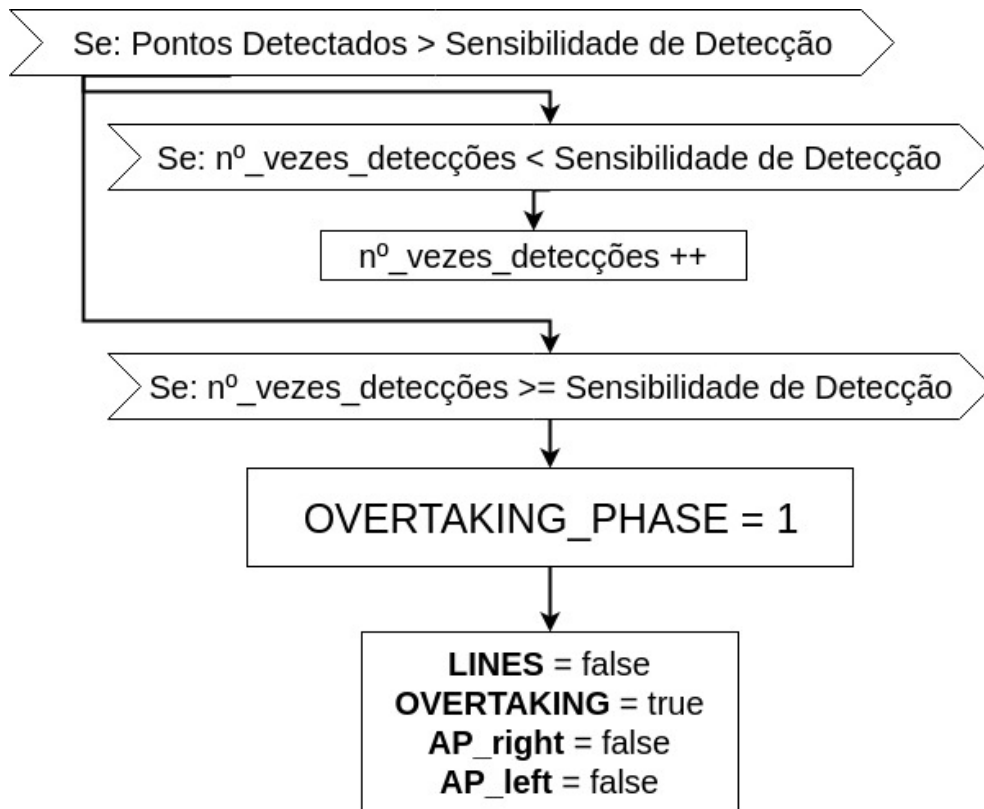 Se: Pontos Detectados > Sensibilidade de Detecção
Se: nº_vezes_detecções < Sensibilidade de Detecção
nº_vezes_detecções ++
Se: nº_vezes_detecções >= Sensibilidade de Detecção
OVERTAKING_PHASE = 1
LINES = false
OVERTAKING = true
AP_right = false
AP_left = false